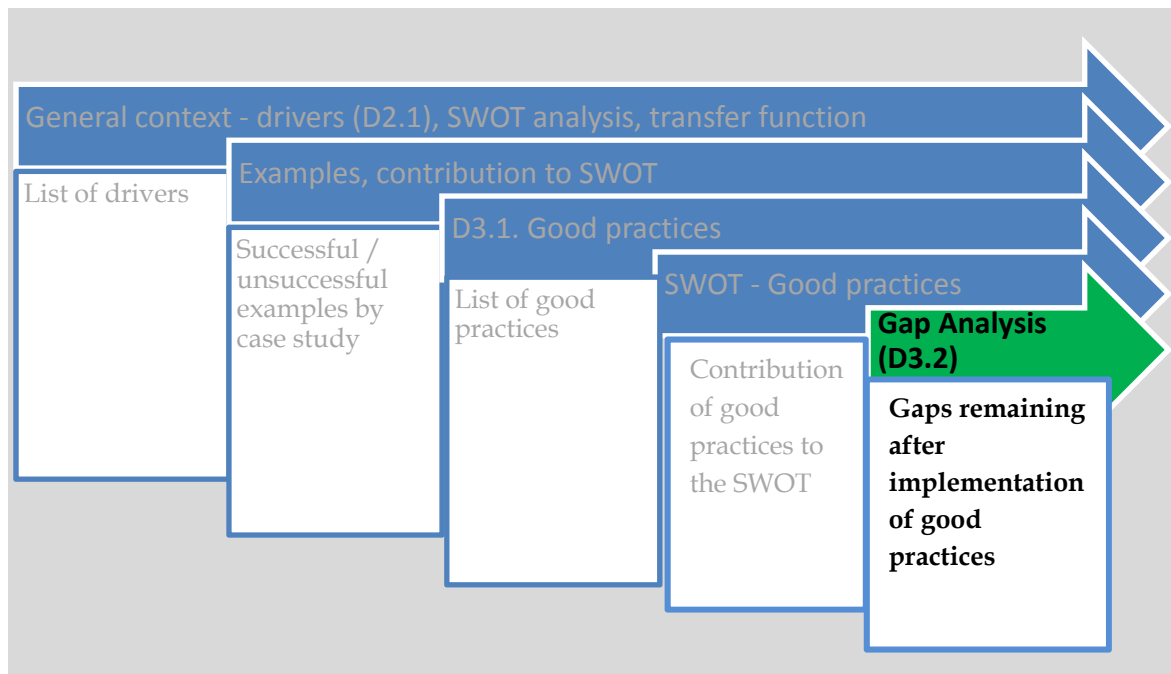 General context - drivers (D2.1), SWOT analysis, transfer function
List of drivers
Examples, contribution to SWOT
Successful /
unsuccessful
examples by
case study
D3.1. Good practices
List of good
practices
SWOT - Good practices
Contribution
of good
practices to
the SWOT
Gap Analysis
(D3.2)
Gaps remaining
after
implementation
of good
practices